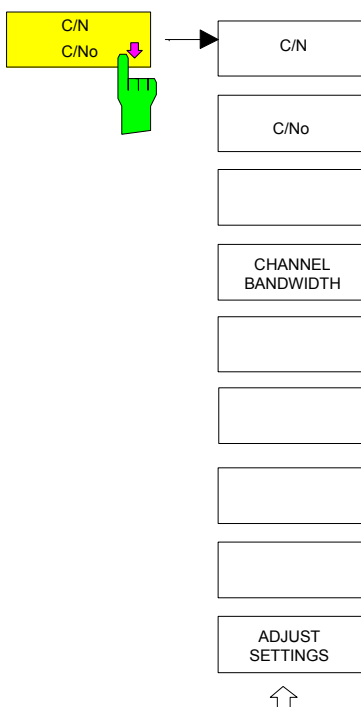 C/N
C/No
C/N
C/No
CHANNEL
BANDWIDTH
ADJUST
SETTINGS